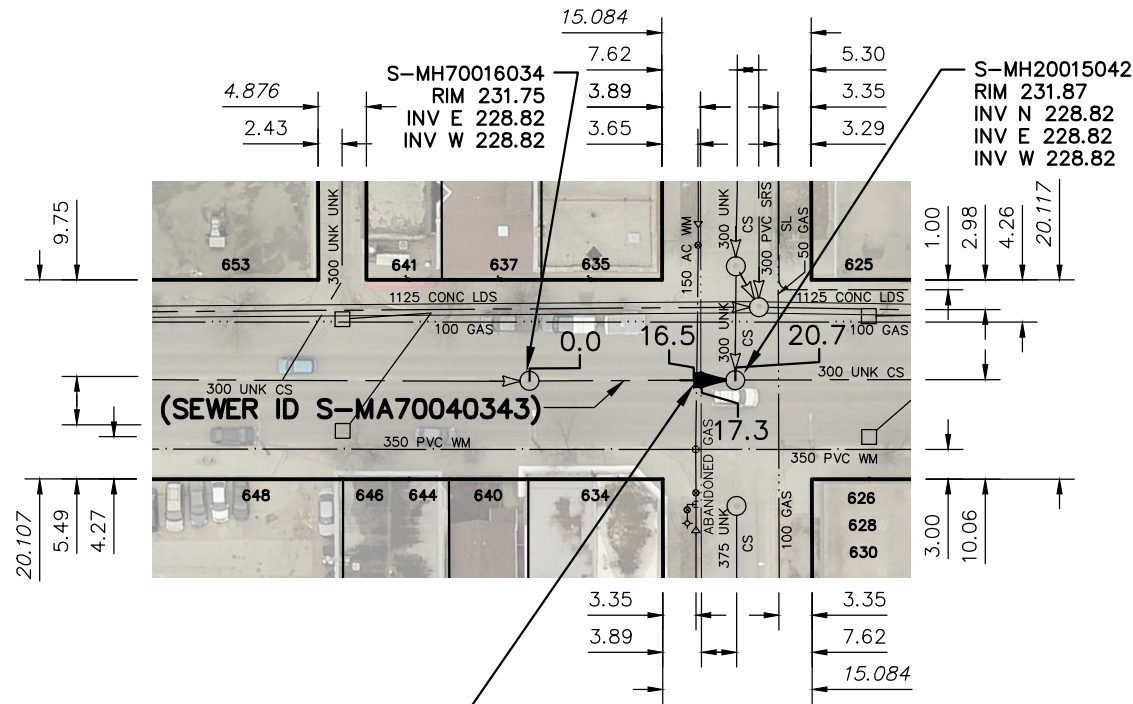 15.084
7.62
3.89
3.65
5.30
3.35
3.29
S-MH70016034
RIM 231.75
INV E 228.82
INV W 228.82
S-MH20015042
RIM 231.87
INV N 228.82
INV E 228.82
INV W 228.82
4.876
2.43
9.75
1.00
2.98
4.26
20.117
300 UNK UNK
150 AC WM
300 UNK
CS
300 PVC SRS
SL
50 GAS
653
641
637
635
625
1125 CONC LDS
1125 CONC LDS
100 GAS
100 GAS
300 UNK
CS
0.0
16.5
20.7
300 UNK CS
300 UNK CS
(SEWER ID S-MA70040343)
17.3
350 PVC WM
350 PVC WM
ABANDONED GAS
375 UNK
CS
100 GAS
648
646
644
640
634
626
628
630
20.107
5.49
4.27
3.00
10.06
3.35
3.89
3.35
7.62
15.084